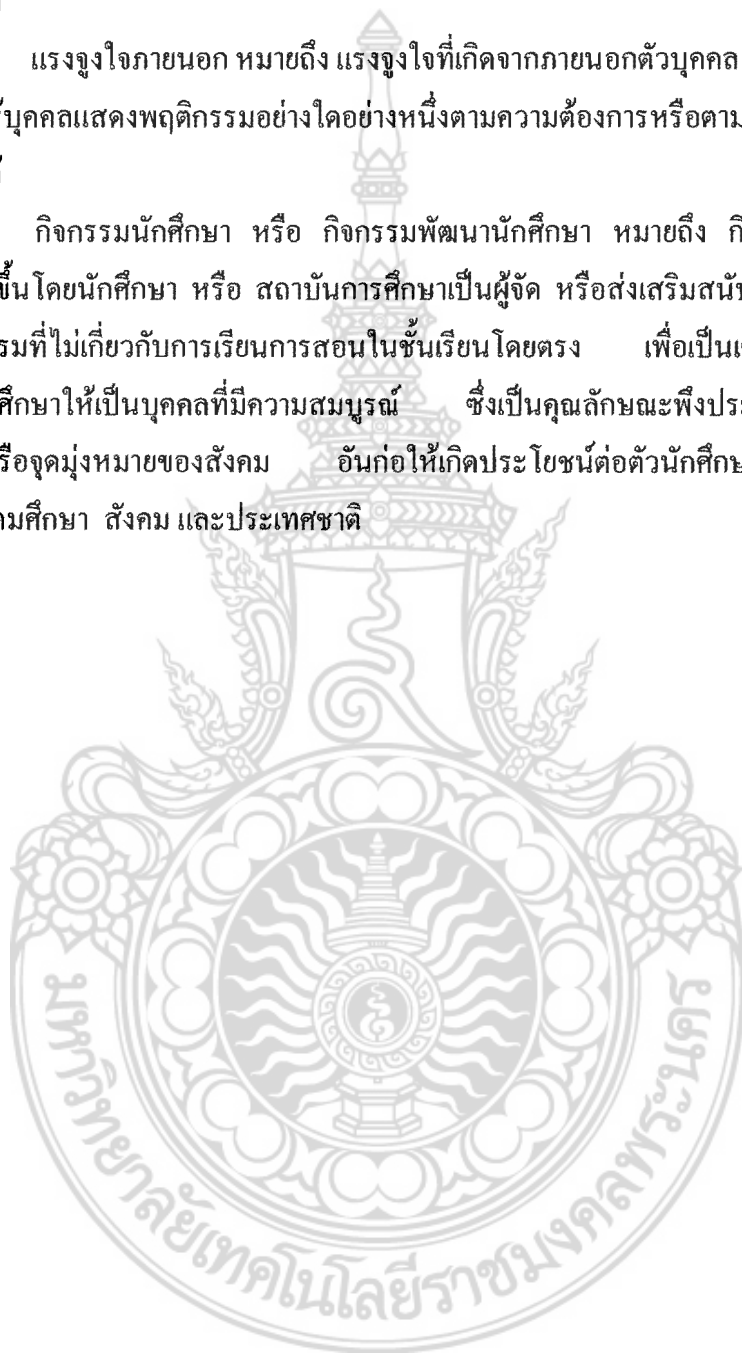 แรงจูงใจภายนอก หมายถึง แรงจูงใจที่เกิดจากภายนอกตัวบุคคล
บุคคลแสดงพฤติกรรมอย่างใดอย่างหนึ่งตามความต้องการหรือตาม
กิจกรรมนักศึกษา หรือ กิจกรรมพัฒนานักศึกษา หมายถึง กิ
ขึ้นโดยนักศึกษา หรือ สถาบันการศึกษาเป็นผู้จัด หรือส่งเสริมสนับ
รมที่ไม่เกี่ยวกับการเรียนการสอนในชั้นเรียนโดยตรง เพื่อเป็น
ศึกษาให้เป็นบุคคลที่มีความสมบูรณ์ ซึ่งเป็นคุณลักษณะพึงประ
รือจุดมุ่งหมายของสังคม อันก่อให้เกิดประโยชน์ต่อตัวนักศึกษ
มศึกษา สังคม และประเทศชาติ
มหาวิทยาลัยเทคโนโลยีราชมงคลพระนคร